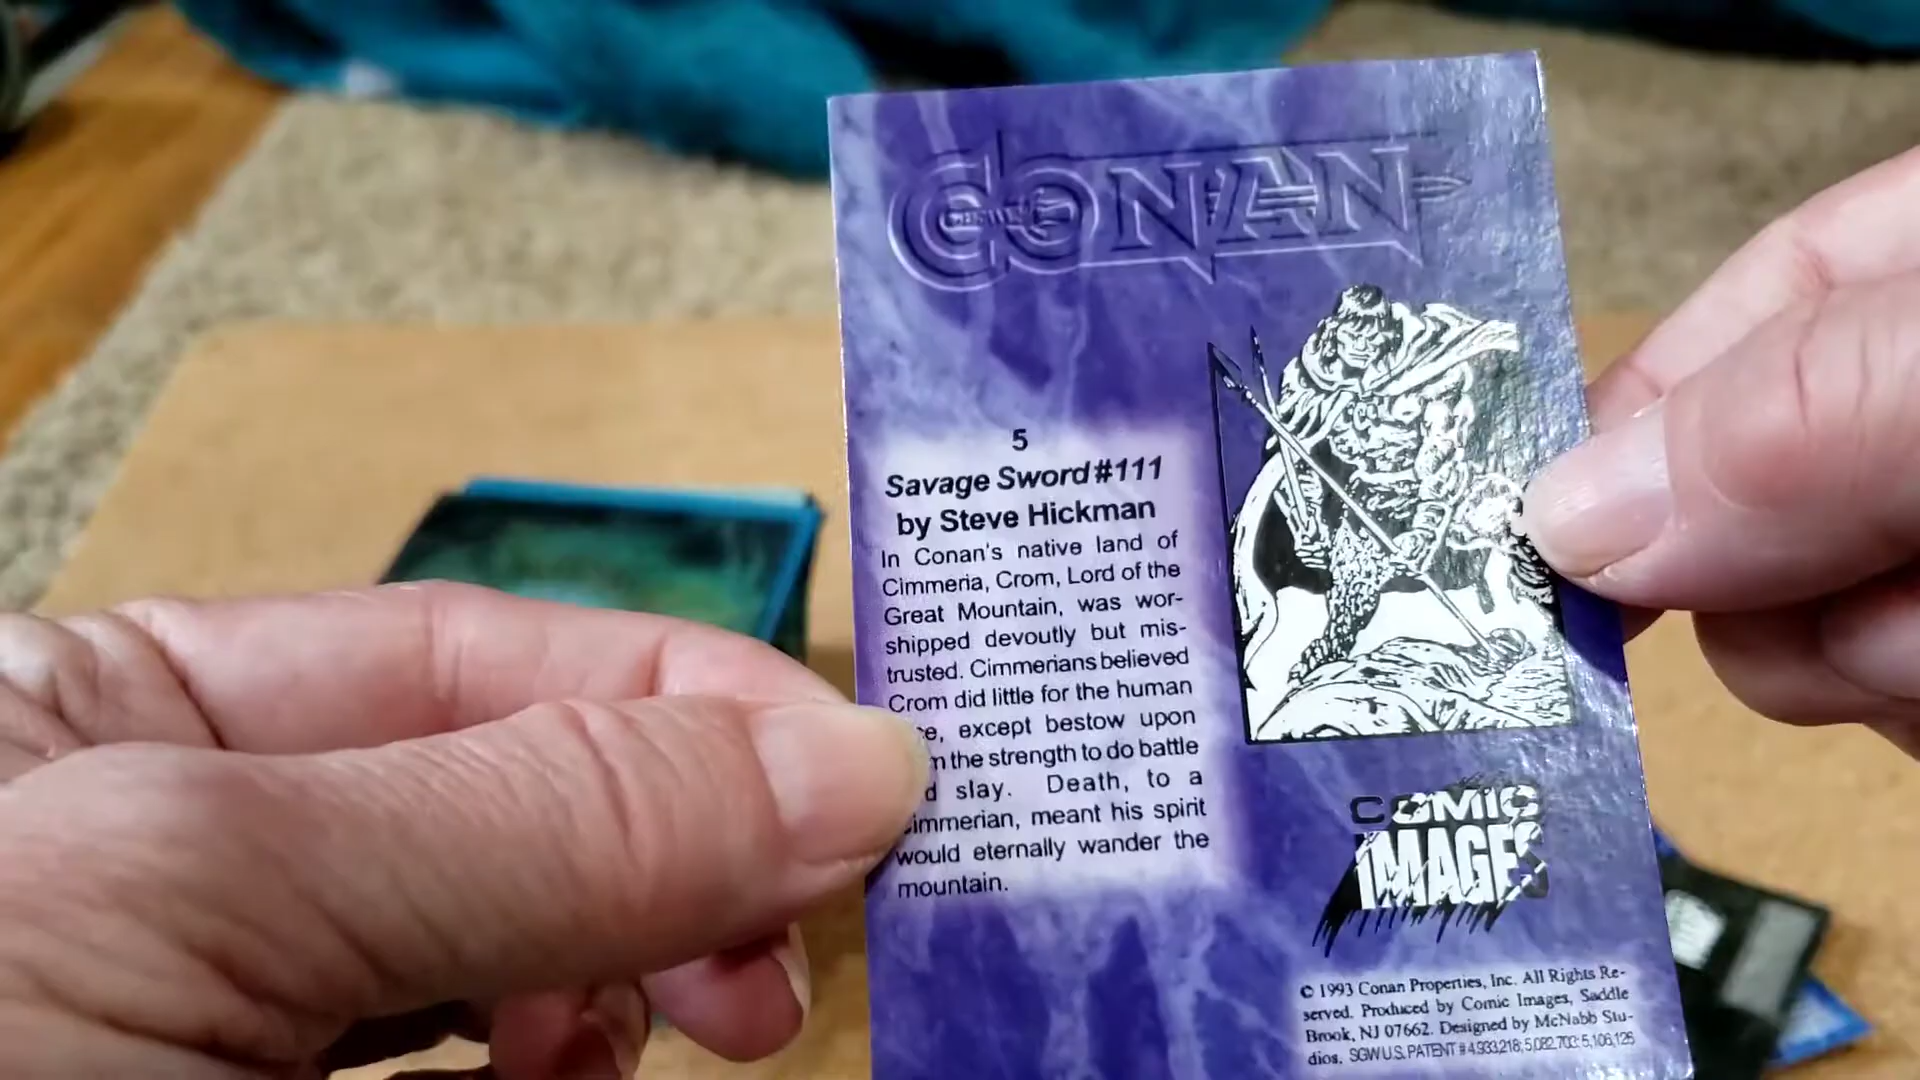 CONAN
5
Savage Sword #111
by Steve Hickman
In Conan's native land of
Cimmeria, Crom, Lord of the
Great Mountain, was wor-
shipped devoutly but mis-
trusted. Cimmerians believed
Crom did little for the human
except bestow upon
the strength to do battle
slay. Death, to a
immerian, meant his spirit
would eternally wander the
mountain.
COMIC
IMAGES
© 1993 Conan Properties, Inc. All Rights Re-
served. Produced by Comic Images, Saddle
Brook, NJ 07662. Designed by McNabb Stu-
dios. SGW U.S. PATENT # 4,933,218; 5,082,703; 5,106,126